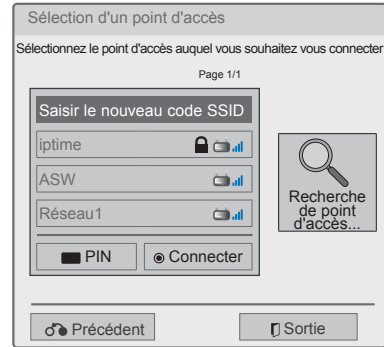 Sélection d'un point d'accès
Sélectionnez le point d'accès auquel vous souhaitez vous connecter
Page 1/1
Saisir le nouveau code SSID
iptime
ASW
Réseau1
PIN
Connecter
Recherche
de point
d'accès...
Précédent
Sortie